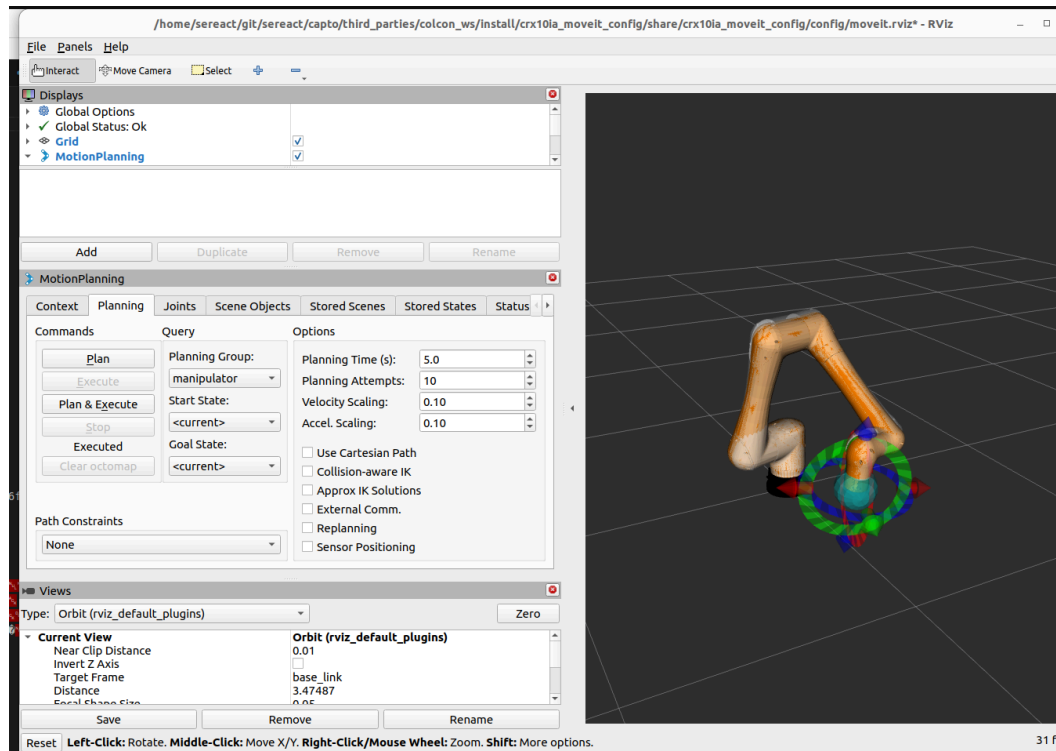 /home/sereact/git/sereact/capto/third_parties/colcon_ws/install/crx10ia_moveit_config/share/crx10ia_moveit_config/config/moveit.rviz* - RViz
File Panels Help
Interact Move Camera Select
Displays
Global Options
Global Status: Ok
Grid
MotionPlanning
Add Duplicate Remove Rename
MotionPlanning
Context Planning Joints Scene Objects Stored Scenes Stored States Status
Commands Query Options
Plan Planning Group: Planning Time (s): 5.0
Execute manipulator Planning Attempts: 10
Plan & Execute Start State: Velocity Scaling: 0.10
Stop <current> Accel. Scaling: 0.10
Executed Goal State: Use Cartesian Path
Clear octomap <current> Collision-aware IK
Approx IK Solutions
External Comm.
Path Constraints Replanning
None Sensor Positioning
Views
Type: Orbit (rviz_default_plugins) Zero
Current View Orbit (rviz_default_plugins)
Near Clip Distance 0.01
Invert Z Axis
Target Frame base_link
Distance 3.47487
Focal Shape Size 0.05
Save Remove Rename
Reset Left-Click: Rotate. Middle-Click: Move X/Y. Right-Click/Mouse Wheel: Zoom. Shift: More options. 31 f